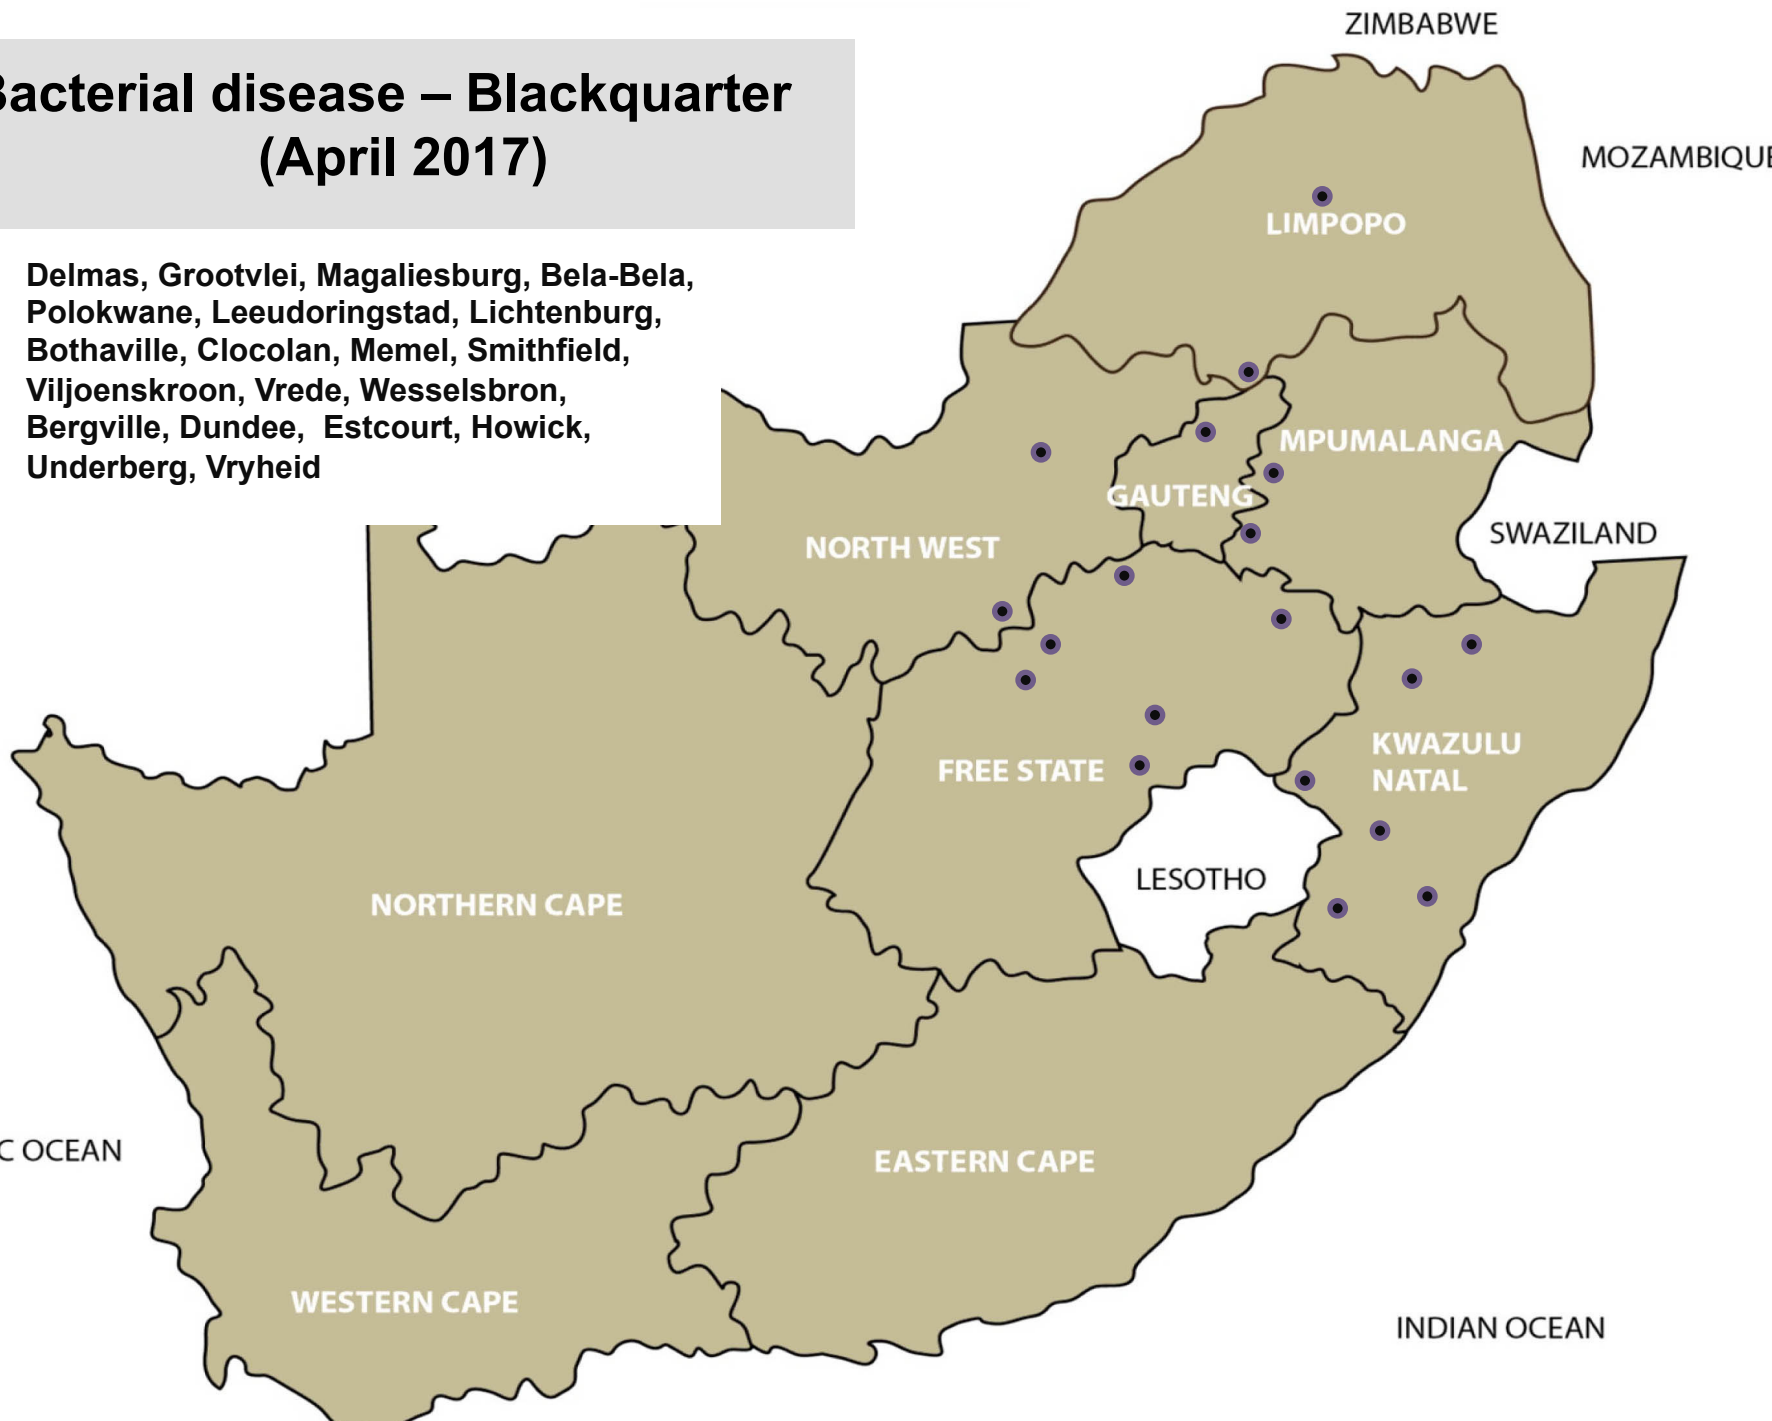 Bacterial disease – Blackquarter
(April 2017)
Delmas, Grootvlei, Magaliesburg, Bela-Bela,
Polokwane, Leeudoringstad, Lichtenburg,
Bothaville, Clocolan, Memel, Smithfield,
Viljoenskroon, Vrede, Wesselsbron,
Bergville, Dundee, Estcourt, Howick,
Underberg, Vryheid
ZIMBABWE
MOZAMBIQUE
LIMPOPO
MPUMALANGA
GAUTENG
SWAZILAND
NORTH WEST
KWAZULU
NATAL
FREE STATE
LESOTHO
NORTHERN CAPE
C OCEAN
EASTERN CAPE
WESTERN CAPE
INDIAN OCEAN